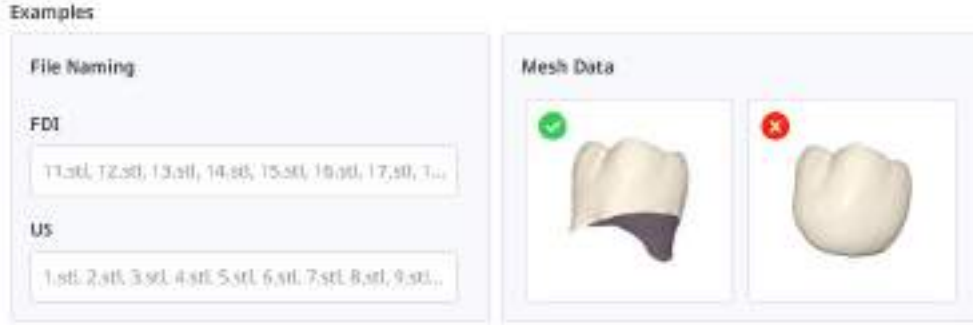 Examples
File Naming
FDI
11.stl, 12.stl, 13.stl, 14.stl, 15.stl, 16.stl, 17.stl, 1...
US
1.stl, 2.stl, 3.stl, 4.stl, 5.stl, 6.stl, 7.stl, 8.stl, 9.stl...
Mesh Data